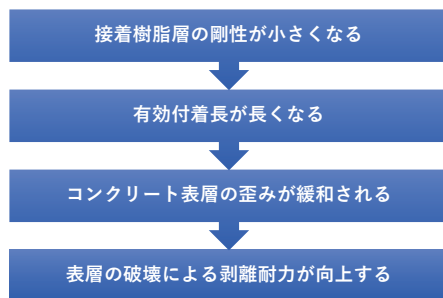 接着樹脂層の剛性が小さくなる
有効付着長が長くなる
コンクリート表層の歪みが緩和される
表層の破壊による剥離耐力が向上する